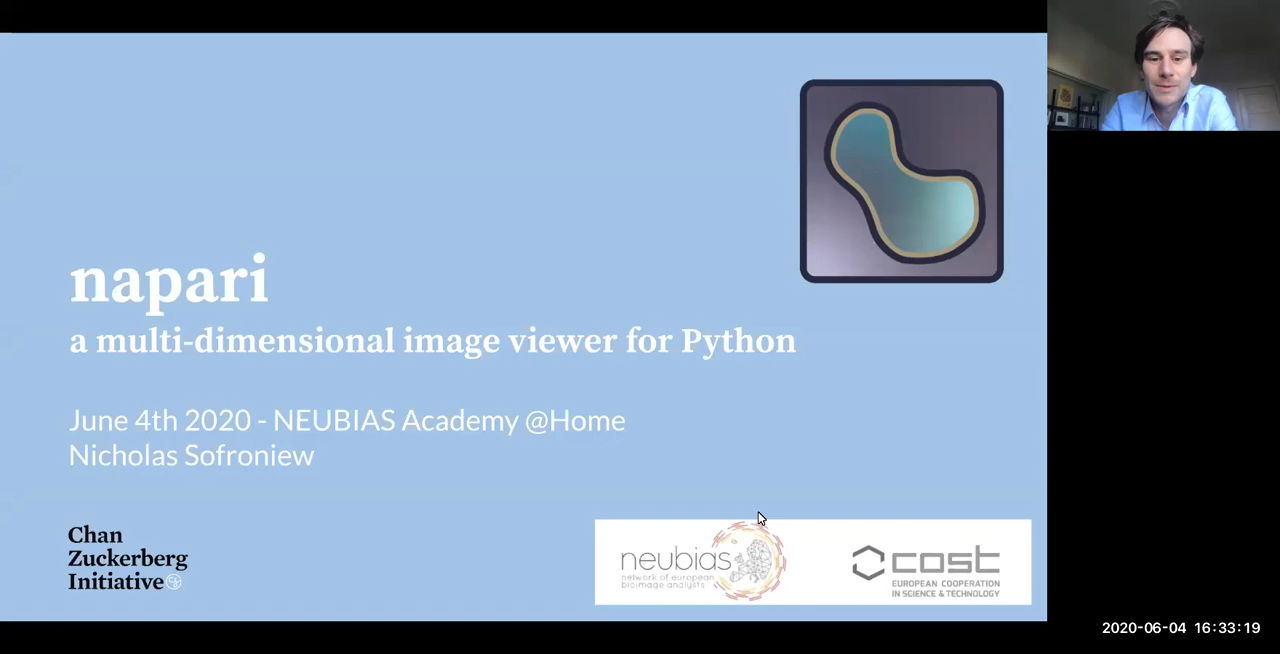 napari
a multi-dimensional image viewer for Python
June 4th 2020 - NEUBIAS Academy @Home
Nicholas Sofroniew
Chan
Zuckerberg
Initiative
neubias
network of european
bioimage analysts
cost
EUROPEAN COOPERATION
IN SCIENCE & TECHNOLOGY
2020-06-04 16:33:19